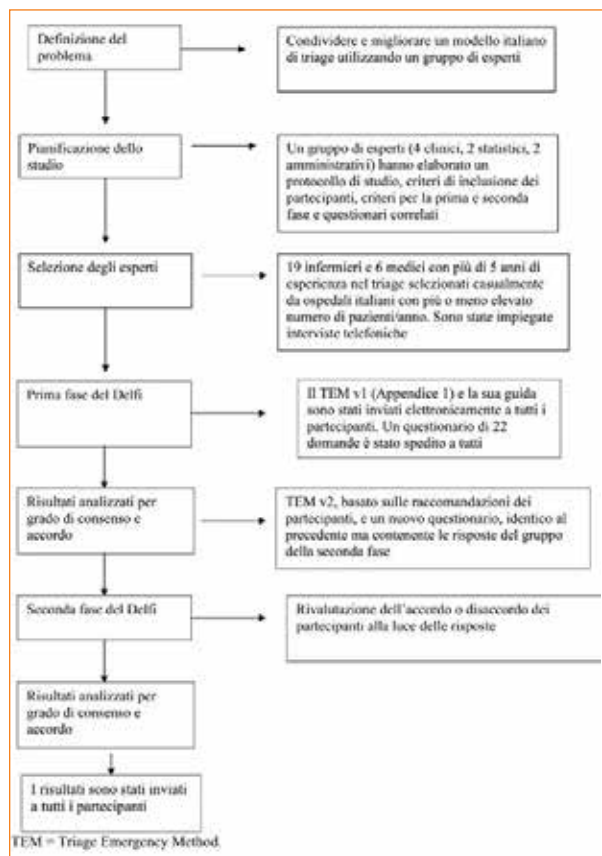 Definizione del
problema
Condividere e migliorare un modello italiano
di triage utilizzando un gruppo di esperti
Pianificazione dello
studio
Un gruppo di esperti (4 clinici, 2 statistici, 2
amministrativi) hanno elaborato un
protocollo di studio, criteri di inclusione dei
partecipanti, criteri per la prima e seconda
fase e questionari correlati
Selezione degli esperti
19 infermieri e 6 medici con più di 5 anni di
esperienza nel triage selezionati casualmente
da ospedali italiani con più o meno elevato
numero di pazienti/anno. Sono state impiegate
interviste telefoniche
Prima fase del Delfi
Il TEM v1 (Appendice 1) e la sua guida
sono stati inviati elettronicamente a tutti i
partecipanti. Un questionario di 22
domande è stato spedito a tutti
Risultati analizzati per
grado di consenso e
accordo
TEM v2, basato sulle raccomandazioni dei
partecipanti, e un nuovo questionario, identico al
precedente ma contenente le risposte del gruppo
della seconda fase
Seconda fase del Delfi
Rivalutazione dell'accordo o disaccordo dei
partecipanti alla luce delle risposte
Risultati analizzati per
grado di consenso e
accordo
I risultati sono stati inviati
a tutti i partecipanti
TEM = Triage Emergency Method.